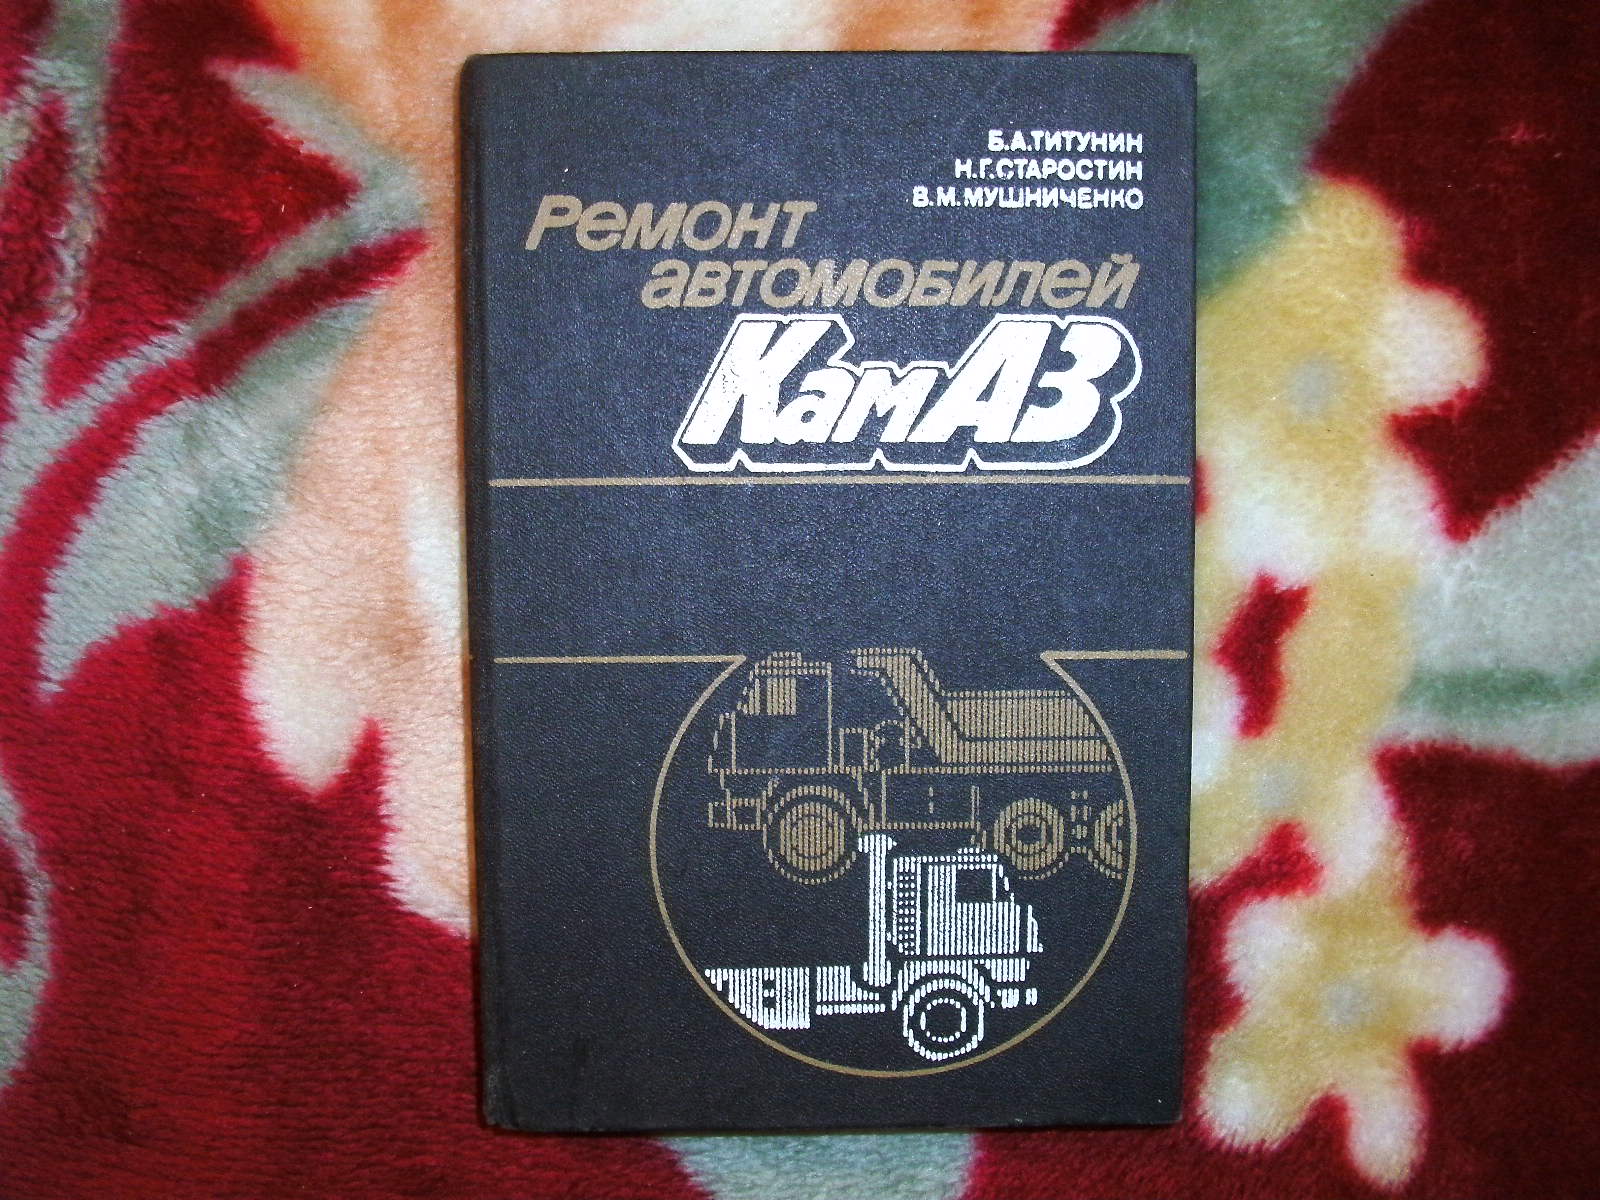 Б.А.ТИТУНИН
Н.Г.СТАРОСТИН
В.М.МУШНИЧЕНКО
Ремонт
автомобилей
КамАЗ